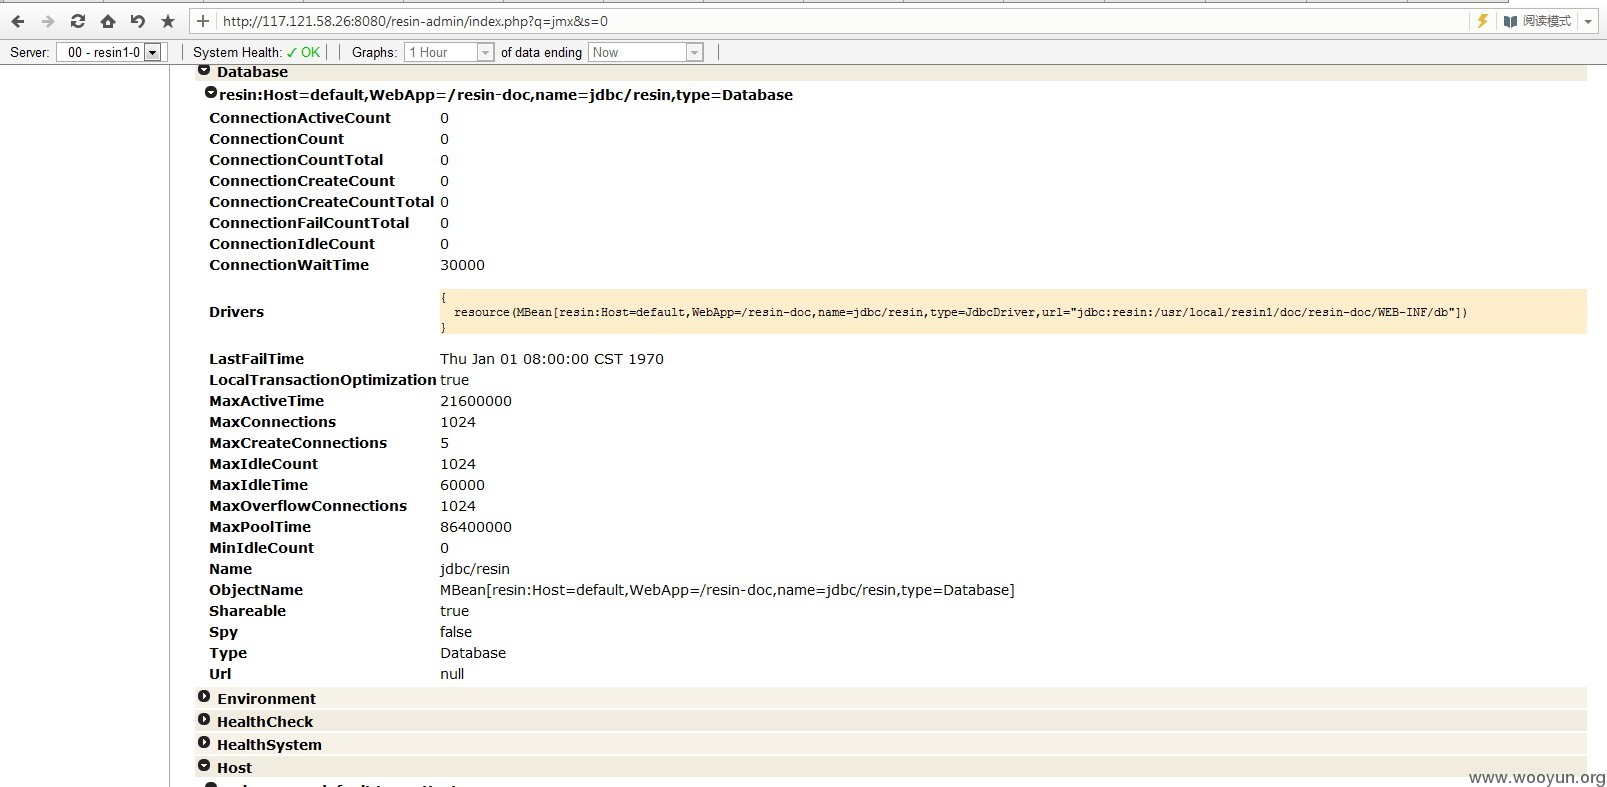 http://117.121.58.26:8080/resin-admin/index.php?q=jmx&s=0 阅读模式
Server: 00 - resin1-0 System Health: ✓ OK Graphs: 1 Hour of data ending Now
Database
resin:Host=default,WebApp=/resin-doc,name=jdbc/resin,type=Database
ConnectionActiveCount 0
ConnectionCount 0
ConnectionCountTotal 0
ConnectionCreateCount 0
ConnectionCreateCountTotal 0
ConnectionFailCountTotal 0
ConnectionIdleCount 0
ConnectionWaitTime 30000
{
Drivers resource(MBean[resin:Host=default,WebApp=/resin-doc,name=jdbc/resin,type=JdbcDriver,url="jdbc:resin:/usr/local/resin1/doc/resin-doc/WEB-INF/db"])
}
LastFailTime Thu Jan 01 08:00:00 CST 1970
LocalTransactionOptimization true
MaxActiveTime 21600000
MaxConnections 1024
MaxCreateConnections 5
MaxIdleCount 1024
MaxIdleTime 60000
MaxOverflowConnections 1024
MaxPoolTime 86400000
MinIdleCount 0
Name jdbc/resin
ObjectName MBean[resin:Host=default,WebApp=/resin-doc,name=jdbc/resin,type=Database]
Shareable true
Spy false
Type Database
Url null
Environment
HealthCheck
HealthSystem
Host
www.wooyun.org